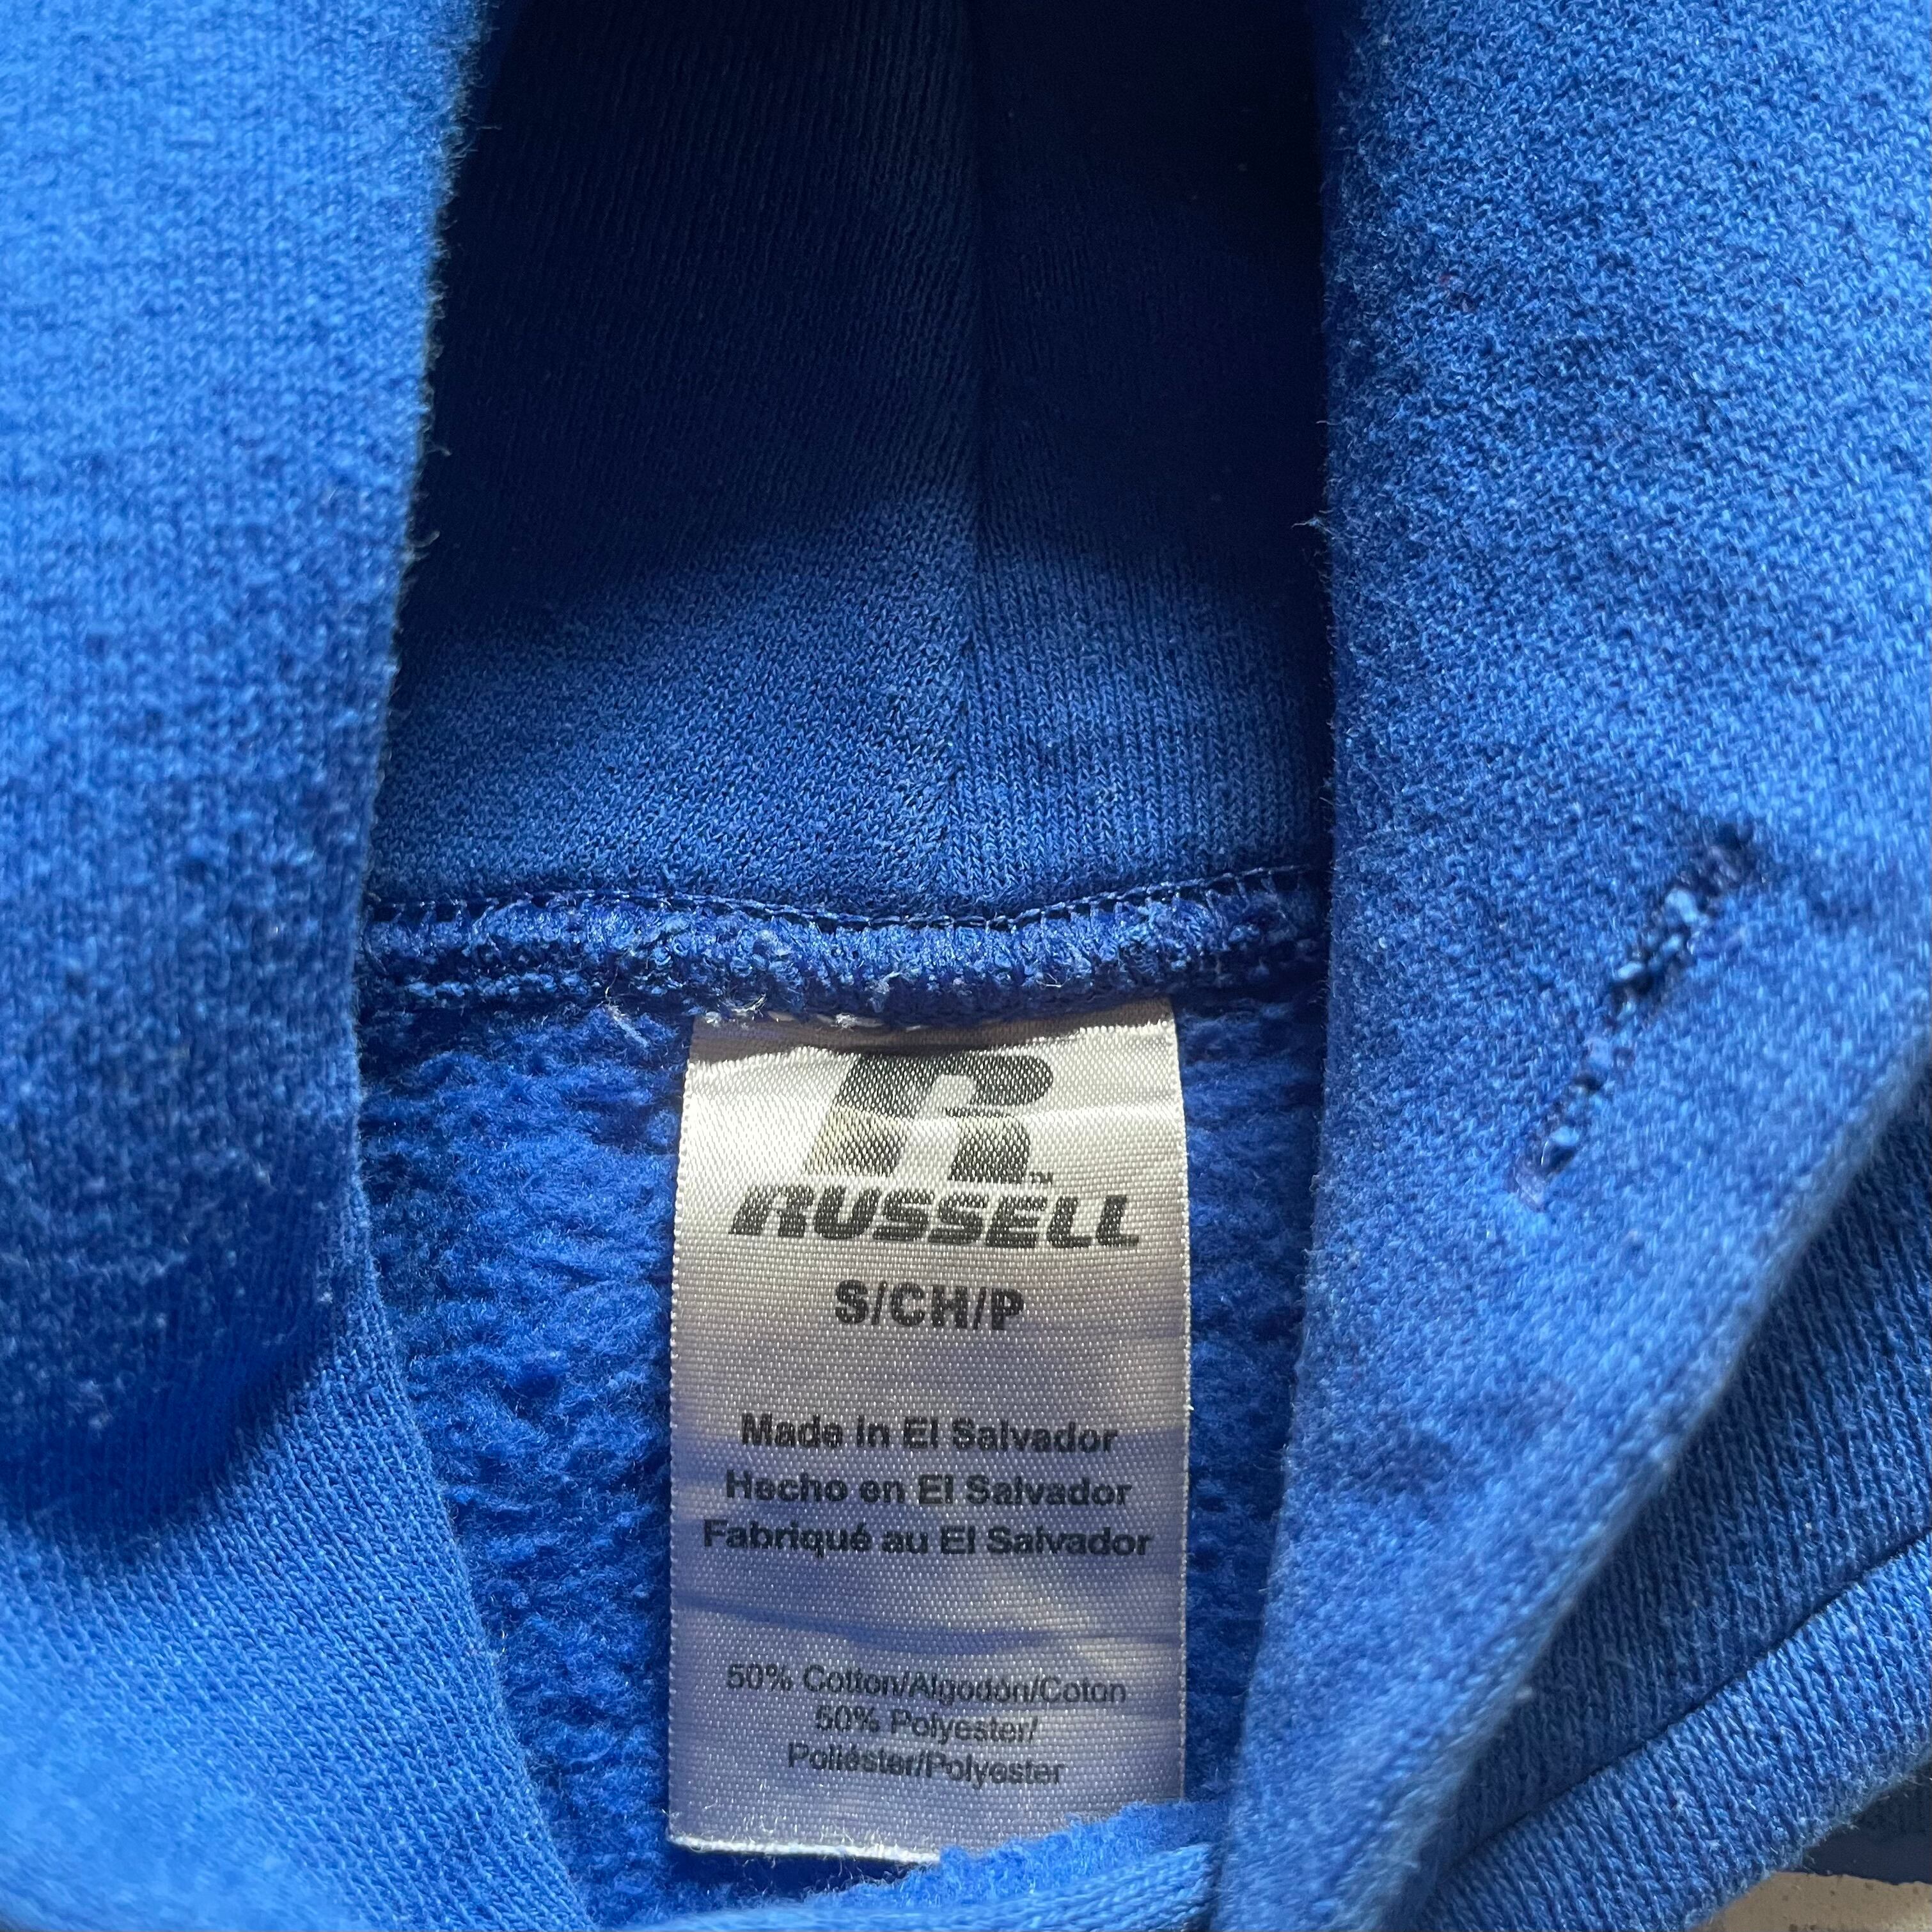 R™
RUSSELL
S/CH/P
Made in El Salvador
Hecho en El Salvador
Fabriqué au El Salvador
50% Cotton/Algodón/Coton
50% Polyester/
Poliéster/Polyester